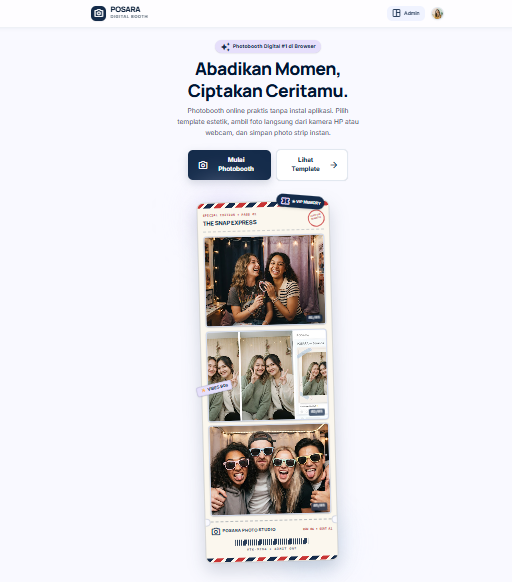 POSARA
DIGITAL BOOTH
Admin
Photobooth Digital #1 di Browser
Abadikan Momen,
Ciptakan Ceritamu.
Photobooth online praktis tanpa instal aplikasi. Pilih
template estetik, ambil foto langsung dari kamera HP atau
webcam, dan simpan photo strip instan.
Mulai
Photobooth
Lihat
Template
VIP MEMORY
THE SNAP EXPRESS
POSARA PHOTO STUDIO